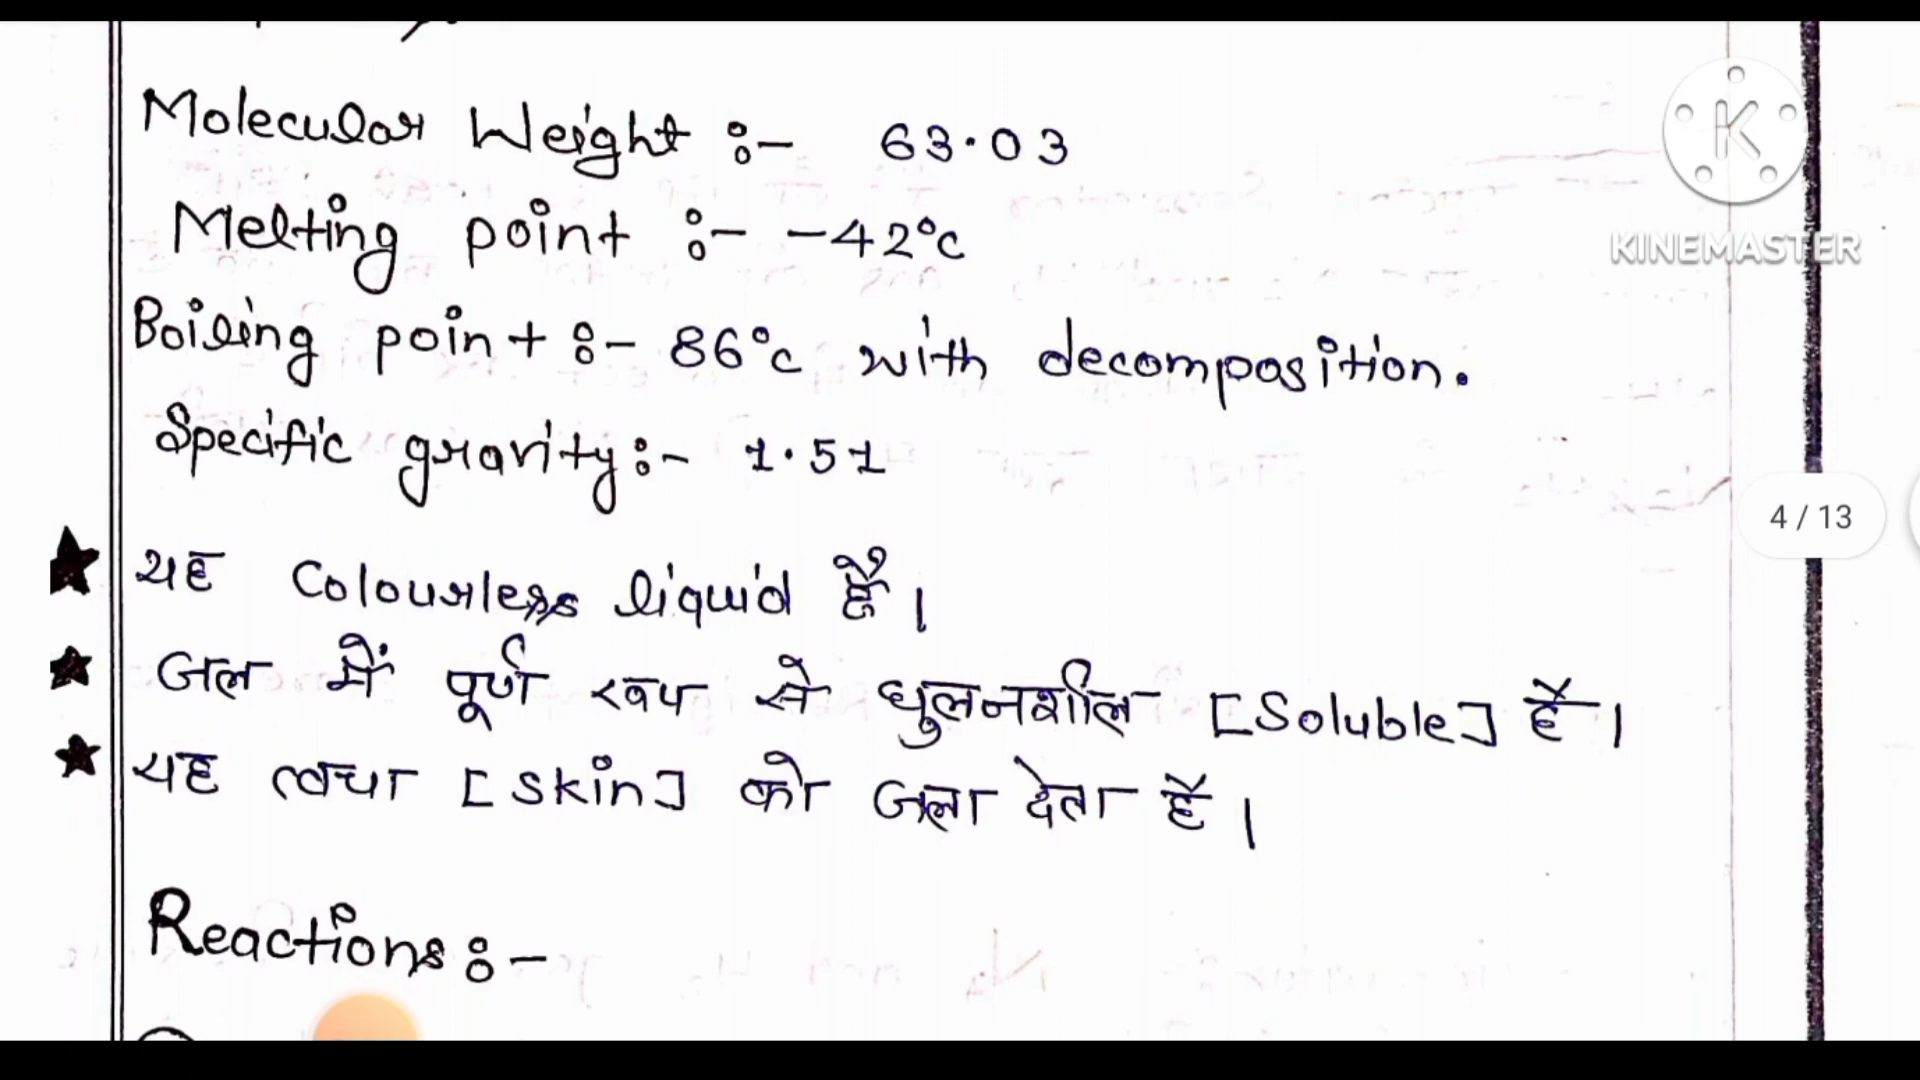 Molecular Weight :- 63.03
Melting point :- -42°C
Boiling point :- 86°C with decomposition.
Specific gravity :- 1.51
यह Colourless liquid है।
जल में पूर्ण रूप से घुलनशील [Soluble] है।
यह त्वचा [skin] को जला देता है।
Reactions :-
KINEMASTER
4 / 13